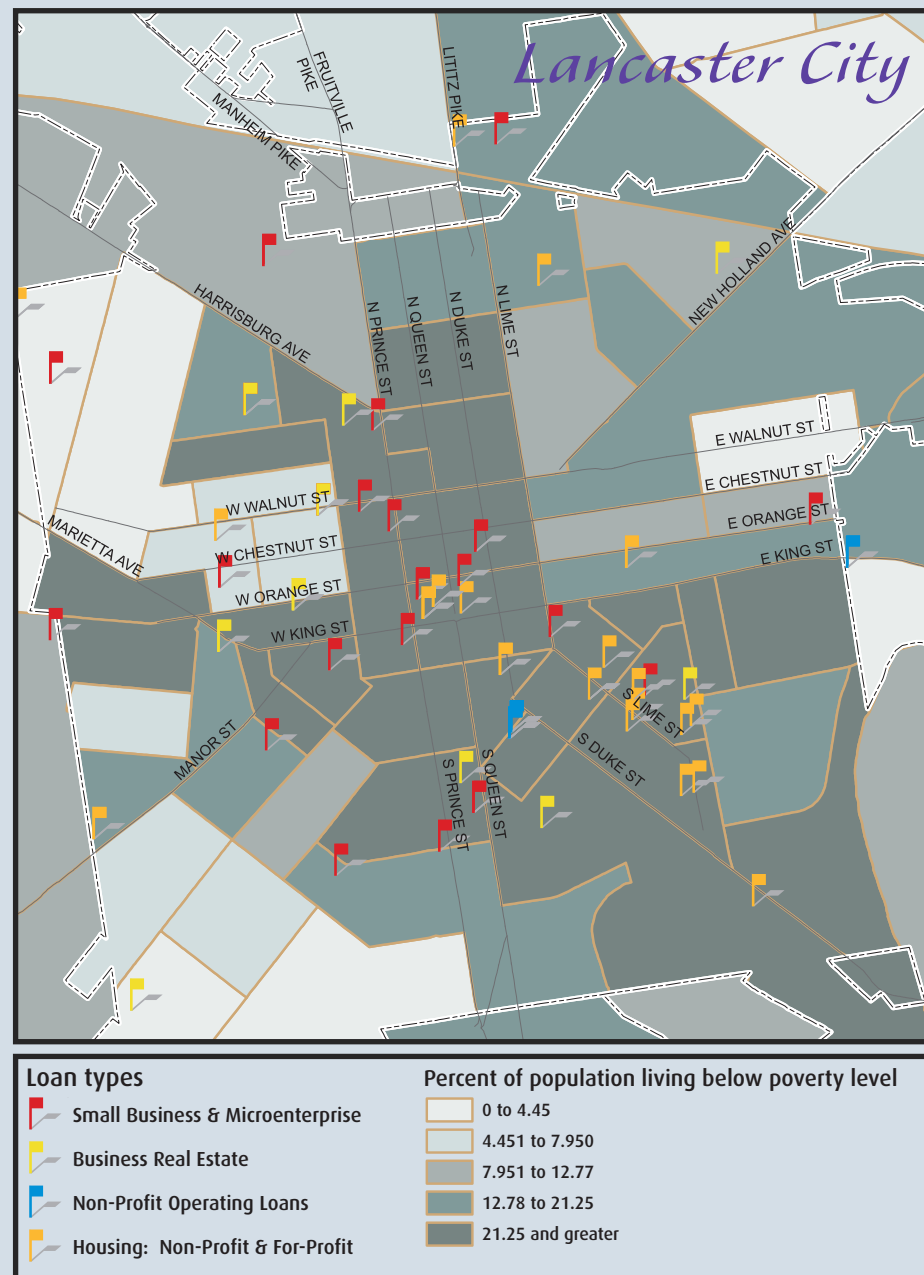 Lancaster City
FRUITVILLE
PIKE
LITITZ PIKE
MANHEIM PIKE
NEW HOLLAND AVE
HARRISBURG AVE
N PRINCE ST
N QUEEN ST
N DUKE ST
N LIME ST
E WALNUT ST
E CHESTNUT ST
W WALNUT ST
E ORANGE ST
MARIETTA AVE
W CHESTNUT ST
E KING ST
W ORANGE ST
W KING ST
S LIME ST
MANOR ST
S DUKE ST
S PRINCE ST
S QUEEN ST
Loan types
Small Business & Microenterprise
Business Real Estate
Non-Profit Operating Loans
Housing: Non-Profit & For-Profit
Percent of population living below poverty level
0 to 4.45
4.451 to 7.950
7.951 to 12.77
12.78 to 21.25
21.25 and greater